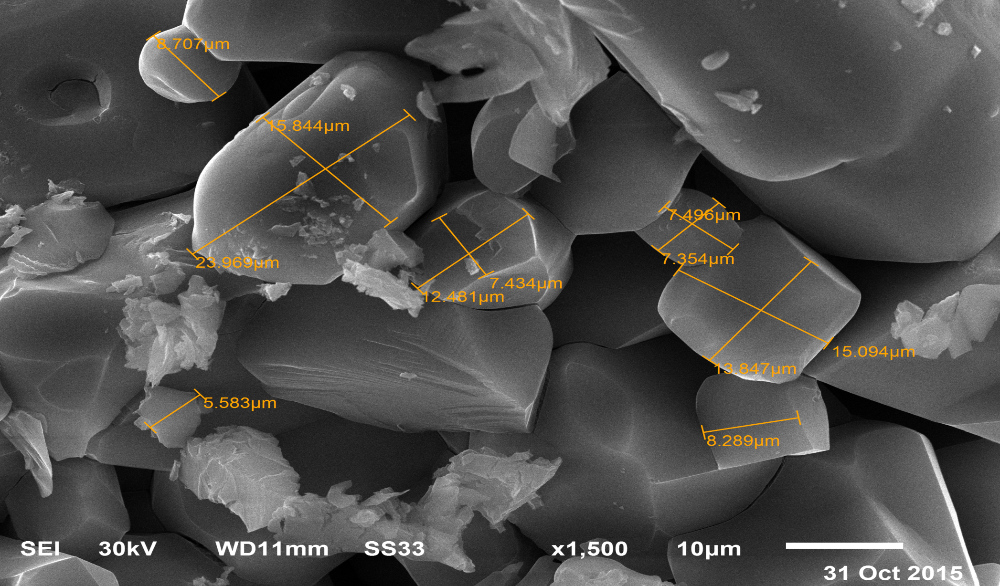 8.707µm
15.844µm
7.496µm
7.354µm
23.969µm
7.434µm
12.481µm
15.094µm
13.847µm
5.583µm
8.289µm
SEI 30kV WD11mm SS33 x1,500 10µm
31 Oct 2015